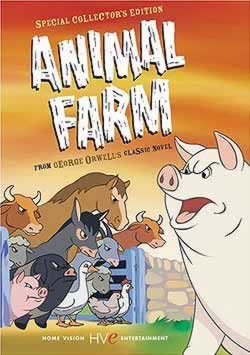 SPECIAL COLLECTOR'S EDITION
ANIMAL
FARM
FROM GEORGE ORWELL'S CLASSIC NOVEL
HOME VISION HVe ENTERTAINMENT